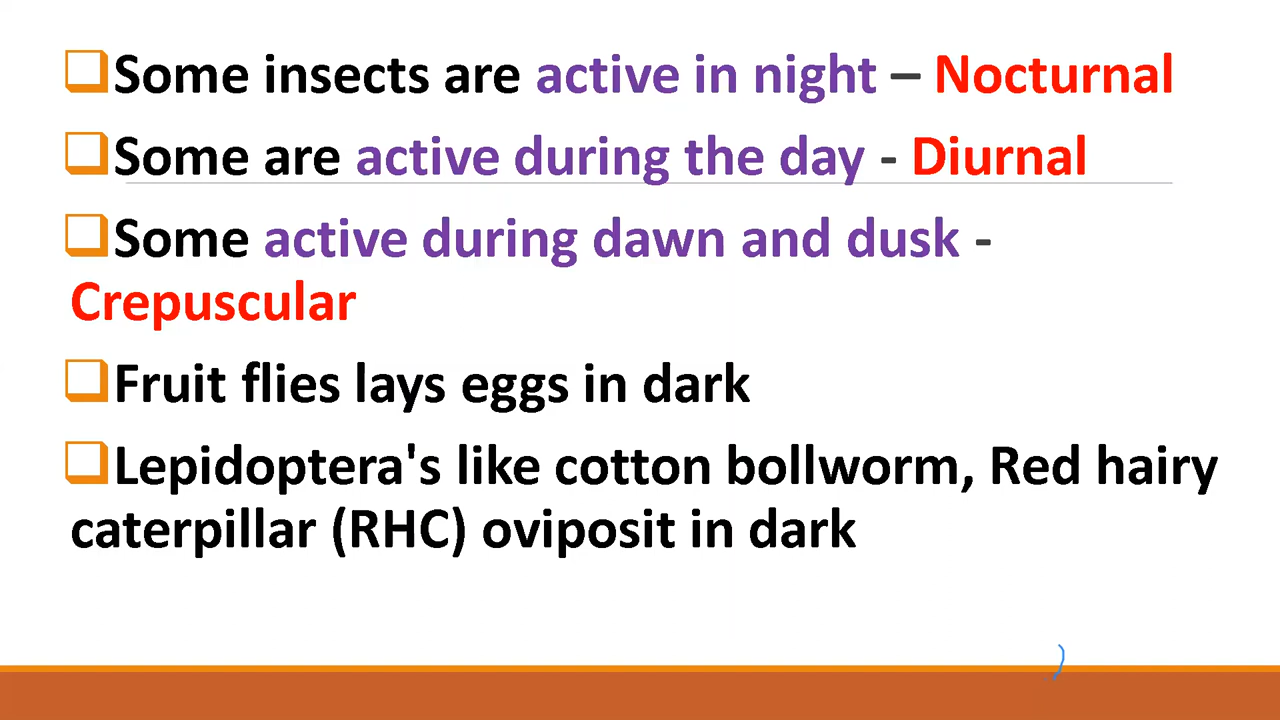 Some insects are active in night – Nocturnal
Some are active during the day - Diurnal
Some active during dawn and dusk -
Crepuscular
Fruit flies lays eggs in dark
Lepidoptera's like cotton bollworm, Red hairy
caterpillar (RHC) oviposit in dark